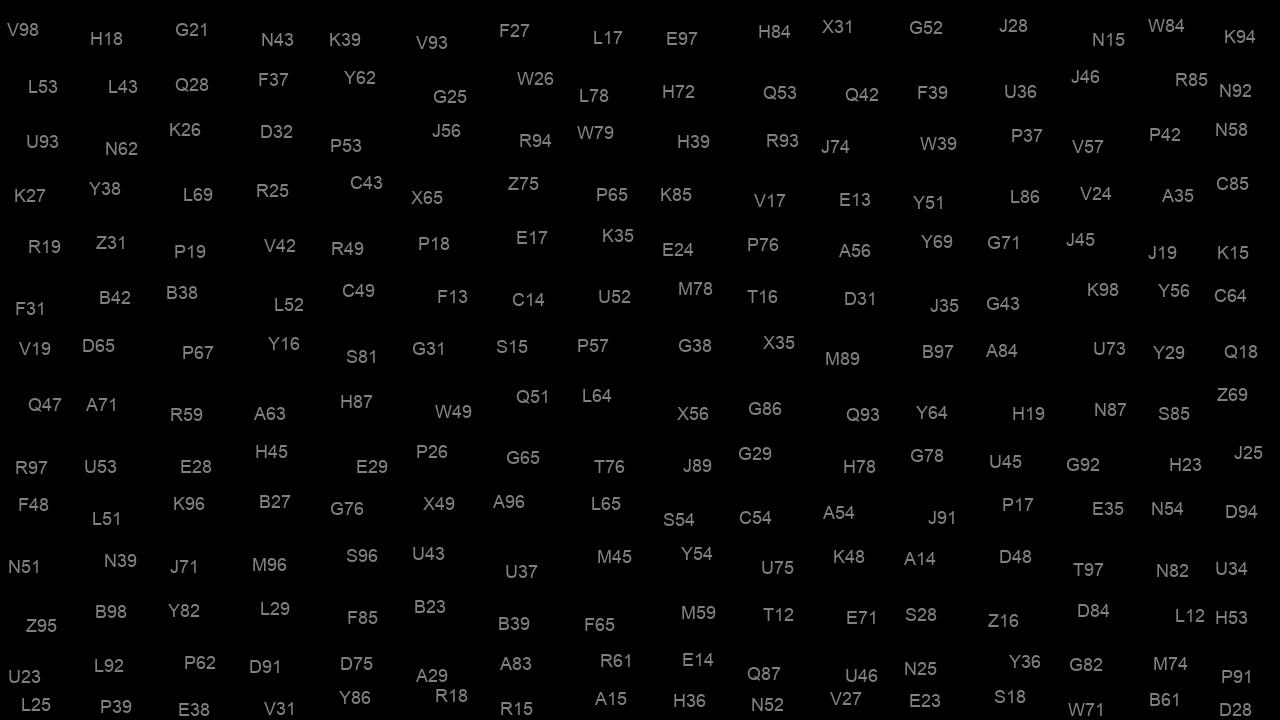 V98 H18 G21 N43 K39 V93 F27 L17 E97 H84 X31 G52 J28 N15 W84 K94
L53 L43 Q28 F37 Y62 G25 W26 L78 H72 Q53 Q42 F39 U36 J46 R85 N92
U93 N62 K26 D32 P53 J56 R94 W79 H39 R93 J74 W39 P37 V57 P42 N58
K27 Y38 L69 R25 C43 X65 Z75 P65 K85 V17 E13 Y51 L86 V24 A35 C85
R19 Z31 P19 V42 R49 P18 E17 K35 E24 P76 A56 Y69 G71 J45 J19 K15
F31 B42 B38 L52 C49 F13 C14 U52 M78 T16 D31 J35 G43 K98 Y56 C64
V19 D65 P67 Y16 S81 G31 S15 P57 G38 X35 M89 B97 A84 U73 Y29 Q18
Q47 A71 R59 A63 H87 W49 Q51 L64 X56 G86 Q93 Y64 H19 N87 S85 Z69
R97 U53 E28 H45 E29 P26 G65 T76 J89 G29 H78 G78 U45 G92 H23 J25
F48 L51 K96 B27 G76 X49 A96 L65 S54 C54 A54 J91 P17 E35 N54 D94
N51 N39 J71 M96 S96 U43 U37 M45 Y54 U75 K48 A14 D48 T97 N82 U34
Z95 B98 Y82 L29 F85 B23 B39 F65 M59 T12 E71 S28 Z16 D84 L12 H53
U23 L92 P62 D91 D75 A29 A83 R61 E14 Q87 U46 N25 Y36 G82 M74 P91
L25 P39 E38 V31 Y86 R18 R15 A15 H36 N52 V27 E23 S18 W71 B61 D28